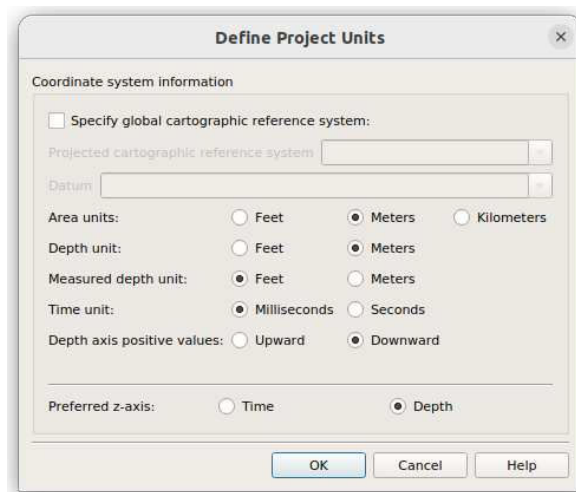 Define Project Units
Coordinate system information
Specify global cartographic reference system:
Projected cartographic reference system
Datum
Area units: Feet Meters Kilometers
Depth unit: Feet Meters
Measured depth unit: Feet Meters
Time unit: Milliseconds Seconds
Depth axis positive values: Upward Downward
Preferred z-axis: Time Depth
OK Cancel Help